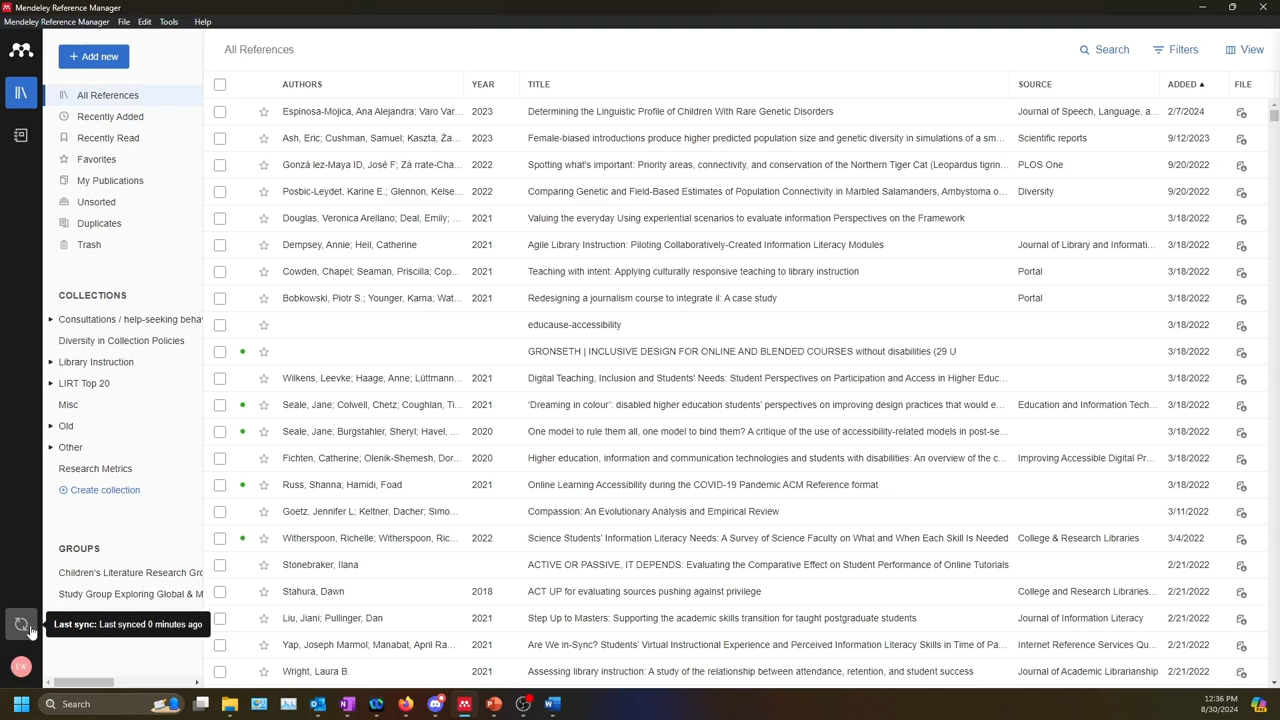 Mendeley Reference Manager
Mendeley Reference Manager File Edit Tools Help
+ Add new
All References
Recently Added
Recently Read
Favorites
My Publications
Unsorted
Duplicates
Trash
COLLECTIONS
Consultations / help-seeking beha
Diversity in Collection Policies
Library Instruction
LIRT Top 20
Misc
Old
Other
Research Metrics
Create collection
GROUPS
Children's Literature Research Gro
Study Group Exploring Global & M
Last sync: Last synced 0 minutes ago
EW
All References Search Filters View
AUTHORS YEAR TITLE SOURCE ADDED FILE
Espinosa-Mojica, Ana Alejandra; Varo Var... 2023 Determining the Linguistic Profile of Children With Rare Genetic Disorders Journal of Speech, Language, a... 2/7/2024
Ash, Eric; Cushman, Samuel; Kaszta, Ża... 2023 Female-biased introductions produce higher predicted population size and genetic diversity in simulations of a sm... Scientific reports 9/12/2023
Gonzá lez-Maya ID, José F; Zá rrate-Cha... 2022 Spotting what's important: Priority areas, connectivity, and conservation of the Northern Tiger Cat (Leopardus tigrin... PLOS One 9/20/2022
Posbic-Leydet, Karine E.; Glennon, Kelse... 2022 Comparing Genetic and Field-Based Estimates of Population Connectivity in Marbled Salamanders, Ambystoma o... Diversity 9/20/2022
Douglas, Veronica Arellano; Deal, Emily; ... 2021 Valuing the everyday Using experiential scenarios to evaluate information Perspectives on the Framework 3/18/2022
Dempsey, Annie; Heil, Catherine 2021 Agile Library Instruction: Piloting Collaboratively-Created Information Literacy Modules Journal of Library and Informati... 3/18/2022
Cowden, Chapel; Seaman, Priscilla; Cop... 2021 Teaching with intent: Applying culturally responsive teaching to library instruction Portal 3/18/2022
Bobkowski, Piotr S.; Younger, Karna; Wat... 2021 Redesigning a journalism course to integrate il: A case study Portal 3/18/2022
educause-accessibility 3/18/2022
GRONSETH | INCLUSIVE DESIGN FOR ONLINE AND BLENDED COURSES without disabilities (29 U 3/18/2022
Wilkens, Leevke; Haage, Anne; Lüttmann... 2021 Digital Teaching, Inclusion and Students' Needs: Student Perspectives on Participation and Access in Higher Educ... 3/18/2022
Seale, Jane; Colwell, Chetz; Coughlan, Ti... 2021 'Dreaming in colour': disabled higher education students' perspectives on improving design practices that would e... Education and Information Tech... 3/18/2022
Seale, Jane; Burgstahler, Sheryl; Havel, ... 2020 One model to rule them all, one model to bind them? A critique of the use of accessibility-related models in post-se... 3/18/2022
Fichten, Catherine; Olenik-Shemesh, Dor... 2020 Higher education, information and communication technologies and students with disabilities: An overview of the c... Improving Accessible Digital Pr... 3/18/2022
Russ, Shanna; Hamidi, Foad 2021 Online Learning Accessibility during the COVID-19 Pandemic ACM Reference format 3/18/2022
Goetz, Jennifer L; Keltner, Dacher; Simo... Compassion: An Evolutionary Analysis and Empirical Review 3/11/2022
Witherspoon, Richelle; Witherspoon, Ric... 2022 Science Students' Information Literacy Needs: A Survey of Science Faculty on What and When Each Skill Is Needed College & Research Libraries 3/4/2022
Stonebraker, Ilana ACTIVE OR PASSIVE, IT DEPENDS: Evaluating the Comparative Effect on Student Performance of Online Tutorials 2/21/2022
Stahura, Dawn 2018 ACT UP for evaluating sources pushing against privilege College and Research Libraries... 2/21/2022
Liu, Jiani; Pullinger, Dan 2021 Step Up to Masters: Supporting the academic skills transition for taught postgraduate students Journal of Information Literacy 2/21/2022
Yap, Joseph Marmol; Manabat, April Ra... 2021 Are We in-Sync? Students' Virtual Instructional Experience and Perceived Information Literacy Skills in Time of Pa... Internet Reference Services Qu... 2/21/2022
Wright, Laura B. 2021 Assessing library instruction: A study of the relationship between attendance, retention, and student success Journal of Academic Librarianship 2/21/2022
Search
12:36 PM
8/30/2024